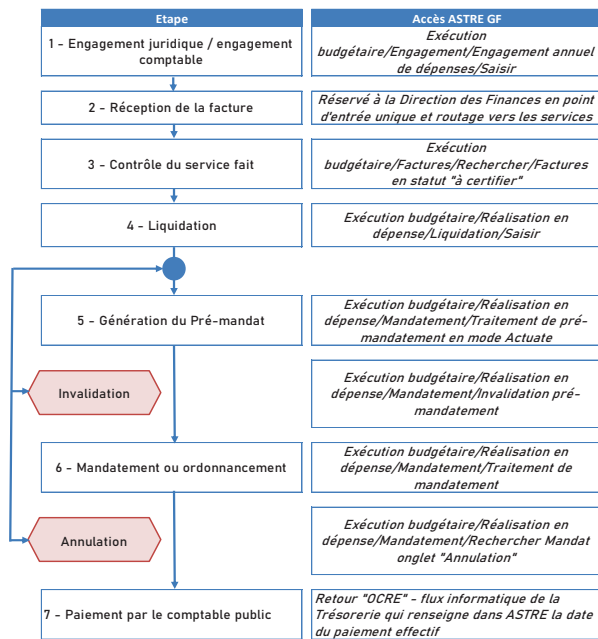 Etape
Accès ASTRE GF
1 - Engagement juridique / engagement
comptable
Exécution
budgétaire/Engagement/Engagement annuel
de dépenses/Saisir
2 - Réception de la facture
Réservé à la Direction des Finances en point
d'entrée unique et routage vers les services
3 - Contrôle du service fait
Exécution
budgétaire/Factures/Rechercher/Factures
en statut "à certifier"
4 - Liquidation
Exécution budgétaire/Réalisation en
dépense/Liquidation/Saisir
5 - Génération du Pré-mandat
Exécution budgétaire/Réalisation en
dépense/Mandatement/Traitement de pré-
mandatement en mode Actuate
Invalidation
Exécution budgétaire/Réalisation en
dépense/Mandatement/Invalidation pré-
mandatement
6 - Mandatement ou ordonnancement
Exécution budgétaire/Réalisation en
dépense/Mandatement/Traitement de
mandatement
Annulation
Exécution budgétaire/Réalisation en
dépense/Mandatement/Rechercher Mandat
onglet "Annulation"
7 - Paiement par le comptable public
Retour "OCRE" - flux informatique de la
Trésorerie qui renseigne dans ASTRE la date
du paiement effectif